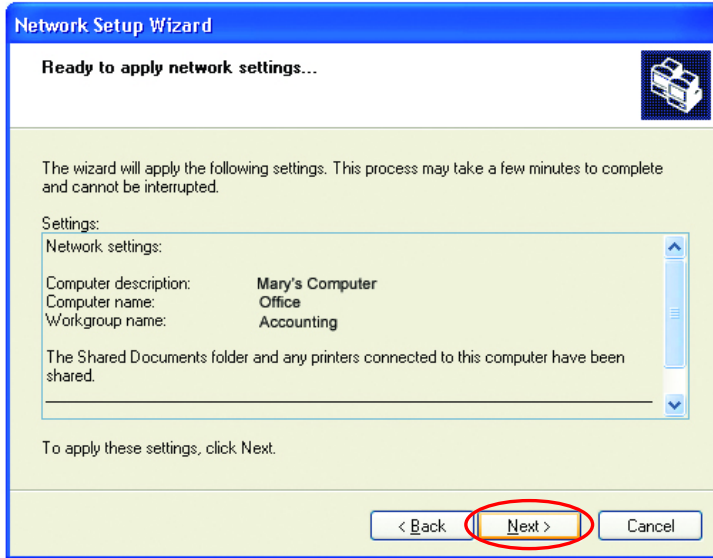 Network Setup Wizard
Ready to apply network settings...
The wizard will apply the following settings. This process may take a few minutes to complete
and cannot be interrupted.
Settings:
Network settings:
Computer description: Mary's Computer
Computer name: Office
Workgroup name: Accounting
The Shared Documents folder and any printers connected to this computer have been
shared.
To apply these settings, click Next.
< Back Next > Cancel